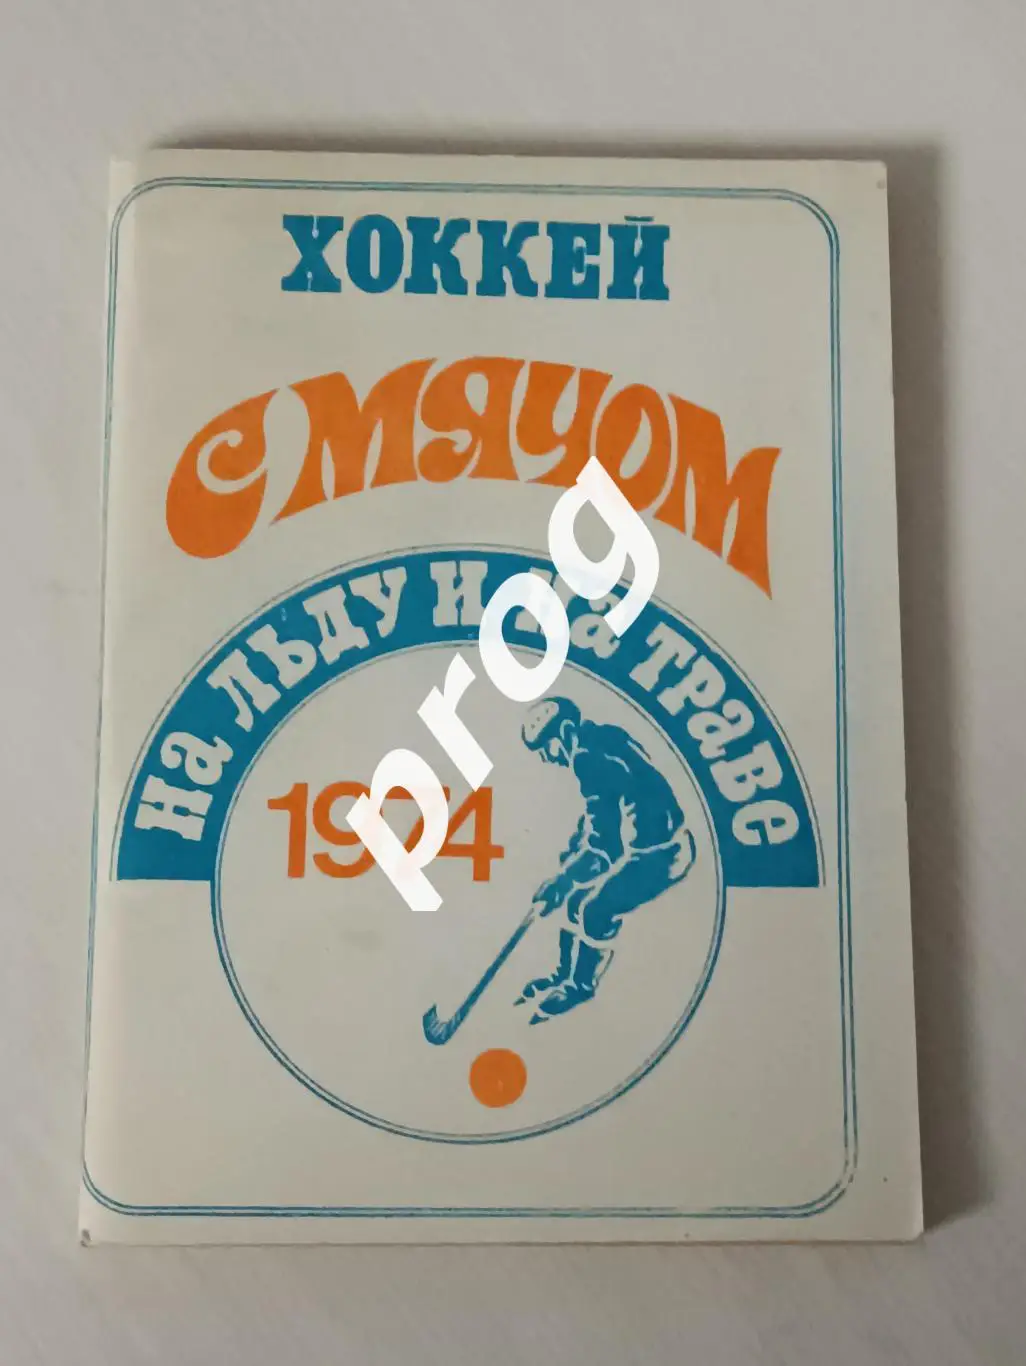 ХОККЕЙ
С МЯЧОМ
НА ЛЬДУ И НА ТРАВЕ
1974
prog